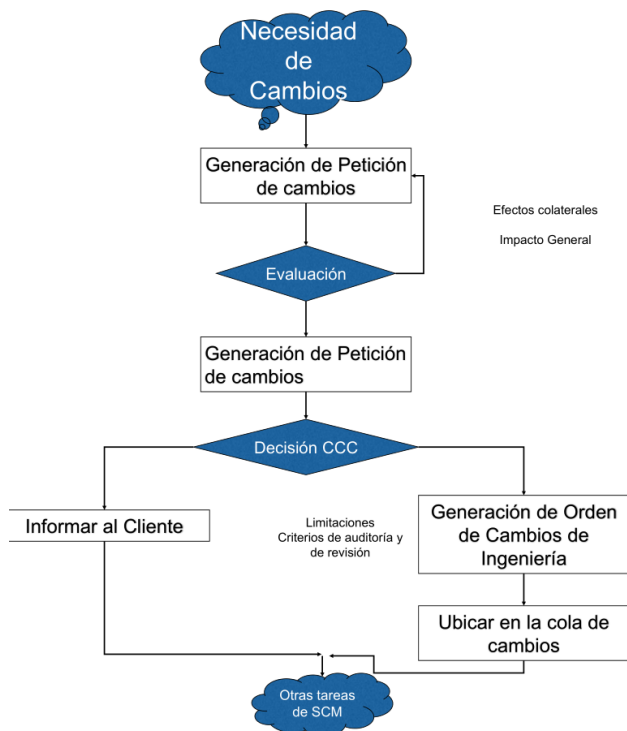 Necesidad
de
Cambios
Generación de Petición
de cambios
Efectos colaterales
Impacto General
Evaluación
Generación de Petición
de cambios
Decisión CCC
Informar al Cliente
Limitaciones
Criterios de auditoría y
de revisión
Generación de Orden
de Cambios de
Ingeniería
Ubicar en la cola de
cambios
Otras tareas
de SCM